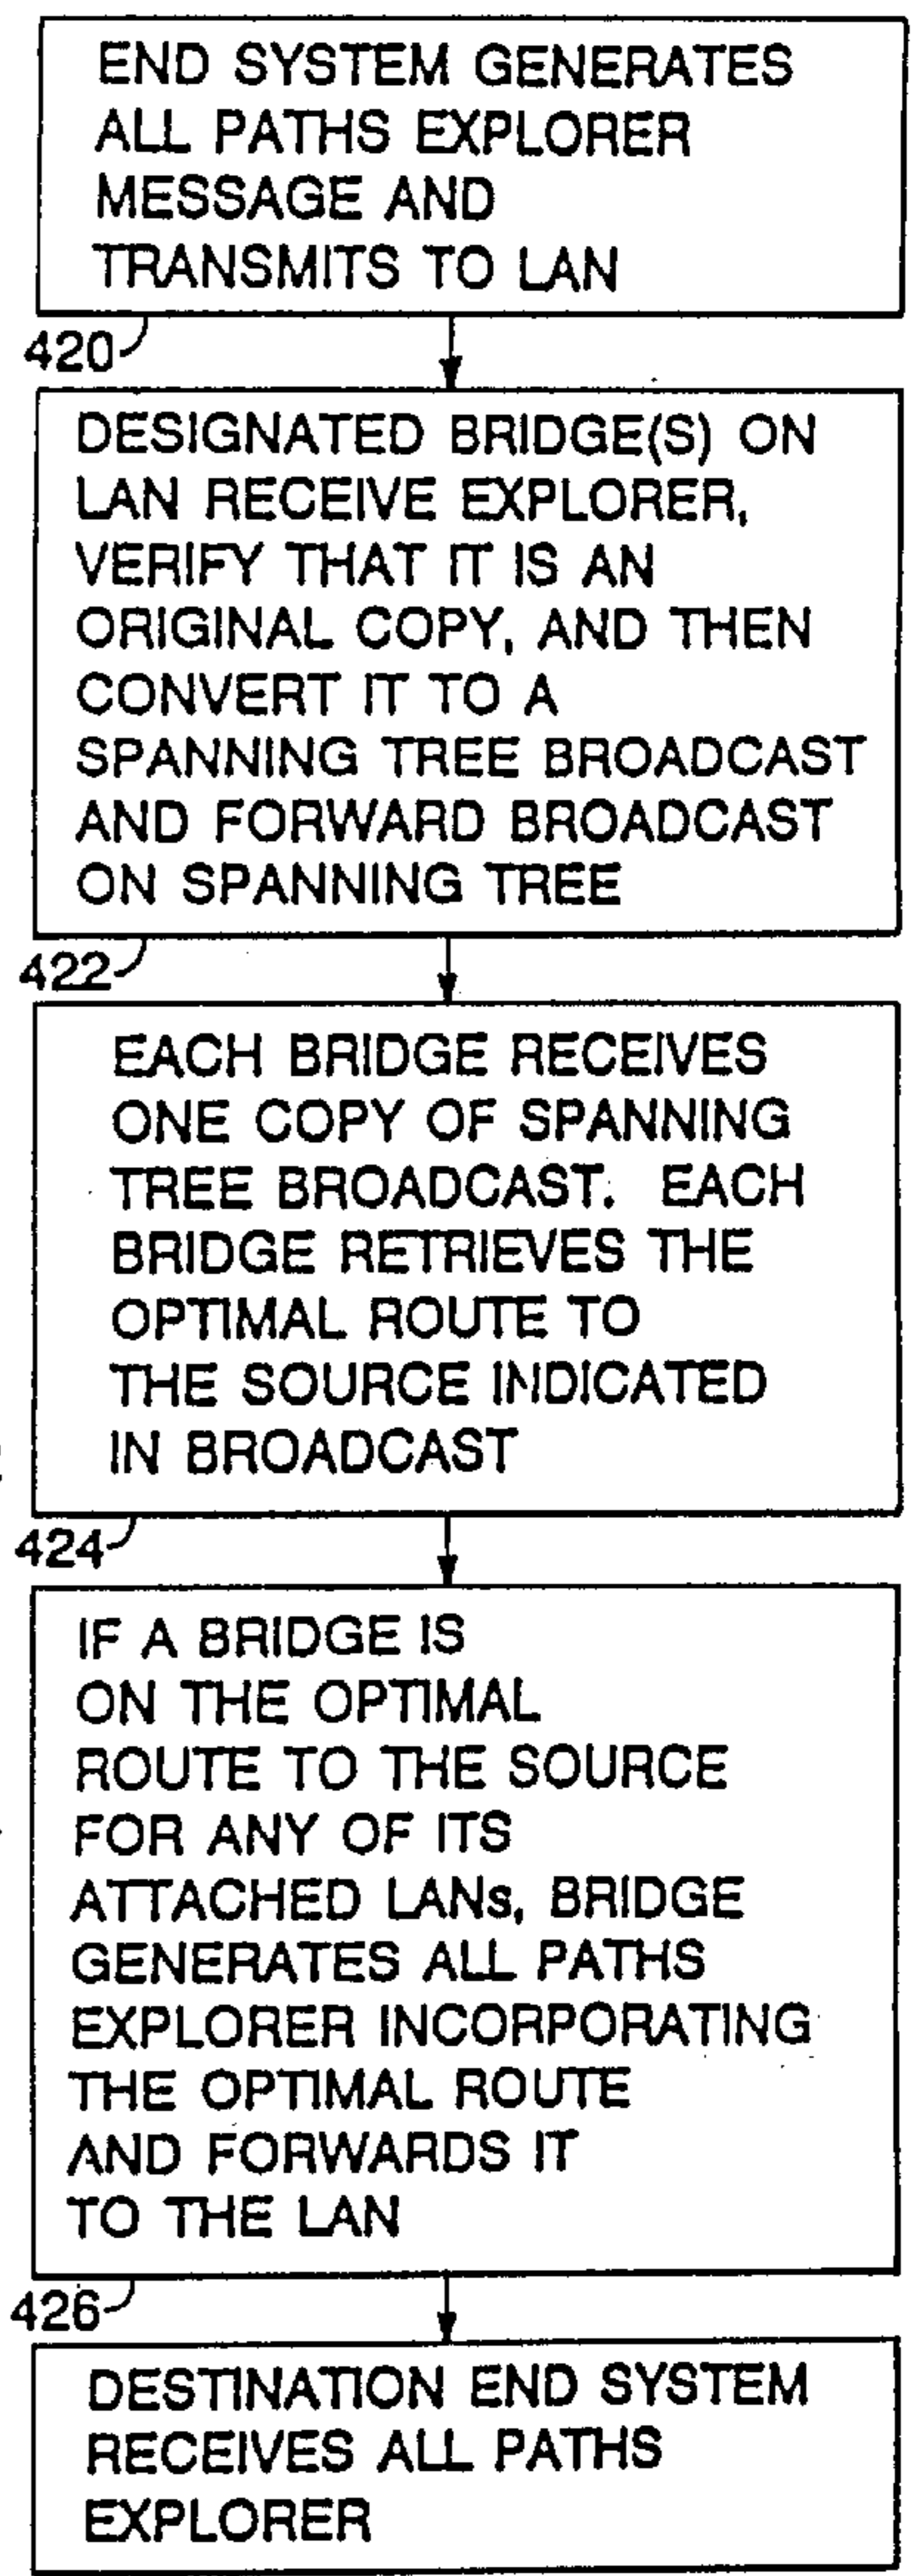 END SYSTEM GENERATES
ALL PATHS EXPLORER
MESSAGE AND
TRANSMITS TO LAN
420
DESIGNATED BRIDGE(S) ON
LAN RECEIVE EXPLORER,
VERIFY THAT IT IS AN
ORIGINAL COPY, AND THEN
CONVERT IT TO A
SPANNING TREE BROADCAST
AND FORWARD BROADCAST
ON SPANNING TREE
422
EACH BRIDGE RECEIVES
ONE COPY OF SPANNING
TREE BROADCAST. EACH
BRIDGE RETRIEVES THE
OPTIMAL ROUTE TO
THE SOURCE INDICATED
IN BROADCAST
424
IF A BRIDGE IS
ON THE OPTIMAL
ROUTE TO THE SOURCE
FOR ANY OF ITS
ATTACHED LANs, BRIDGE
GENERATES ALL PATHS
EXPLORER INCORPORATING
THE OPTIMAL ROUTE
AND FORWARDS IT
TO THE LAN
426
DESTINATION END SYSTEM
RECEIVES ALL PATHS
EXPLORER